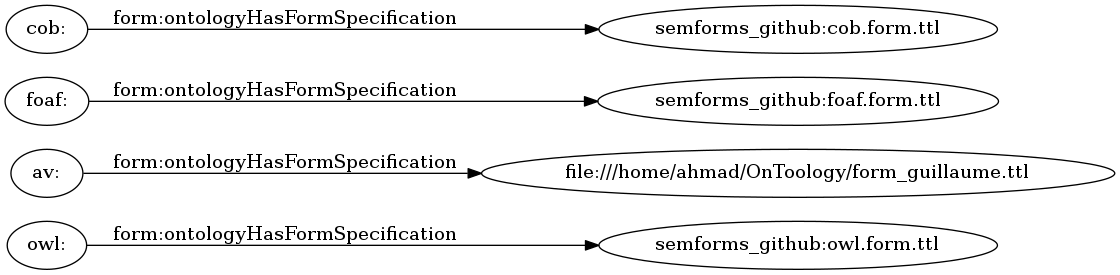 cob: form:ontologyHasFormSpecification semforms_github:cob.form.ttl
foaf: form:ontologyHasFormSpecification semforms_github:foaf.form.ttl
av: form:ontologyHasFormSpecification file:///home/ahmad/OnToology/form_guillaume.ttl
owl: form:ontologyHasFormSpecification semforms_github:owl.form.ttl